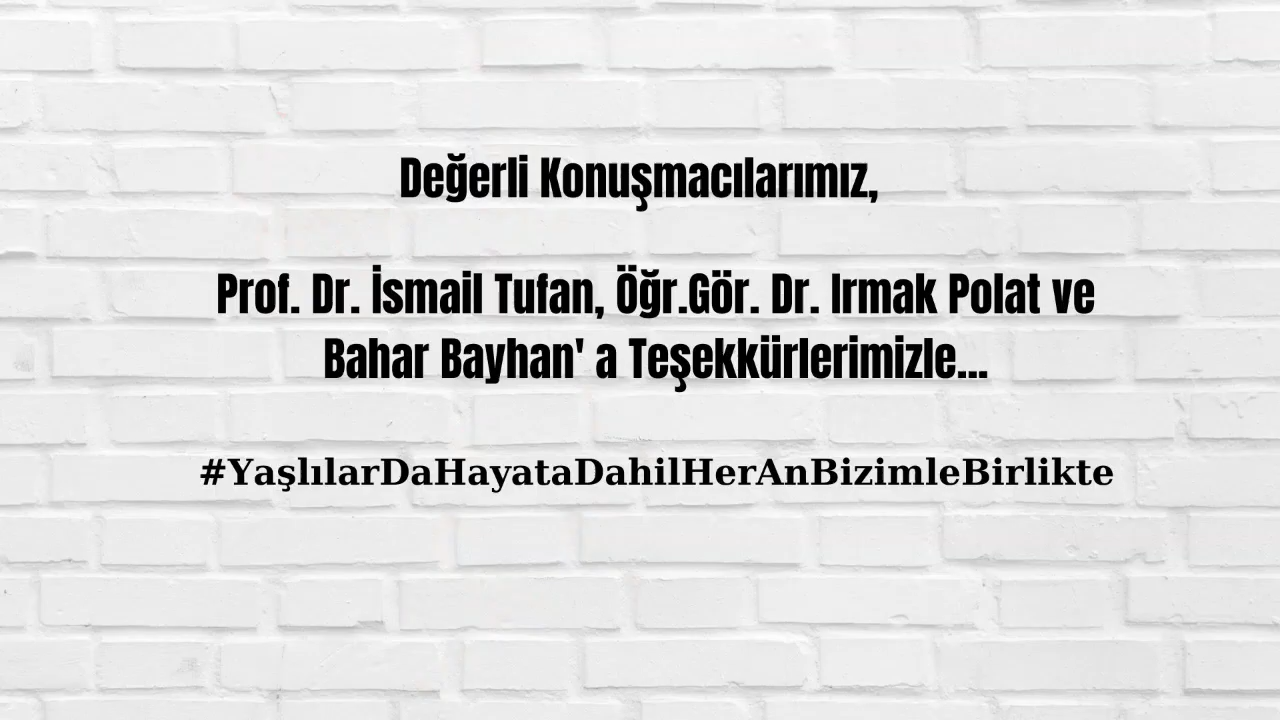 Değerli Konuşmacılarımız,
Prof. Dr. İsmail Tufan, Öğr.Gör. Dr. Irmak Polat ve
Bahar Bayhan' a Teşekkürlerimizle...
#YaşlılarDaHayataDahilHerAnBizimleBirlikte